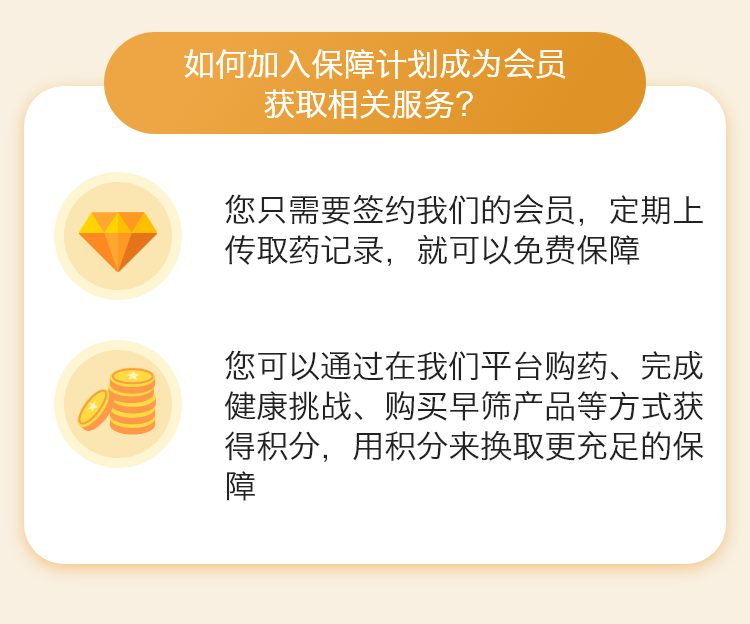 如何加入保障计划成为会员
获取相关服务？
您只需要签约我们的会员，定期上
传取药记录，就可以免费保障
您可以通过在我们平台购药、完成
健康挑战、购买早筛产品等方式获
得积分，用积分来换取更充足的保
障